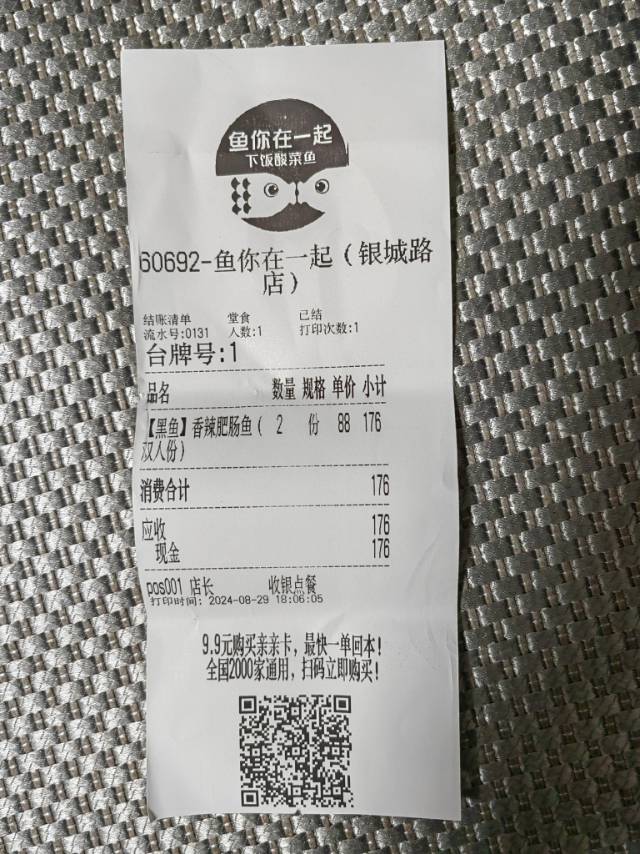 鱼你在一起
下饭酸菜鱼
60692-鱼你在一起（银城路
店）
结账清单 堂食 已结
流水号:0131 人数:1 打印次数:1
台牌号:1
品名 数量 规格 单价 小计
【黑鱼】香辣肥肠鱼( 2 份 88 176
双人份)
消费合计 176
应收 176
现金 176
pos001 店长 收银点餐
打印时间: 2024-08-29 18:06:05
9.9元购买亲亲卡，最快一单回本!
全国2000家通用，扫码立即购买!